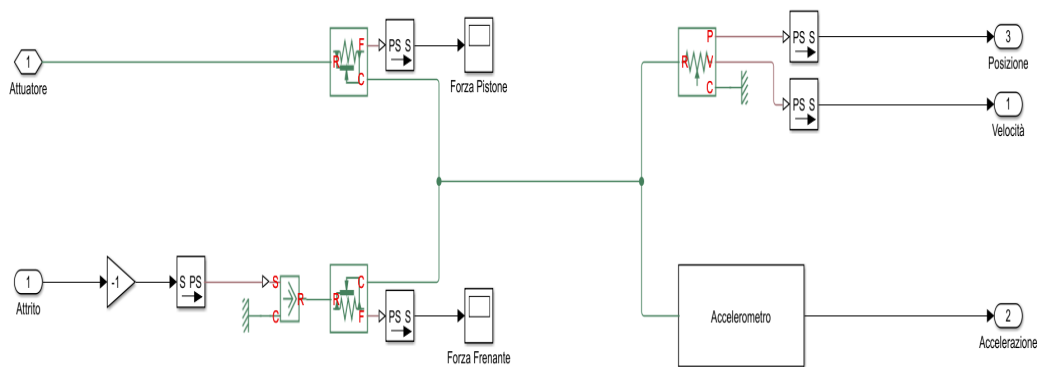 1
Attuatore
R
F
C
PS S
Forza Pistone
R
P
V
C
PS S
3
Posizione
PS S
1
Velocità
1
Attrito
-1
S PS
S
C
R
R
C
F
PS S
Forza Frenante
Accelerometro
2
Accelerazione